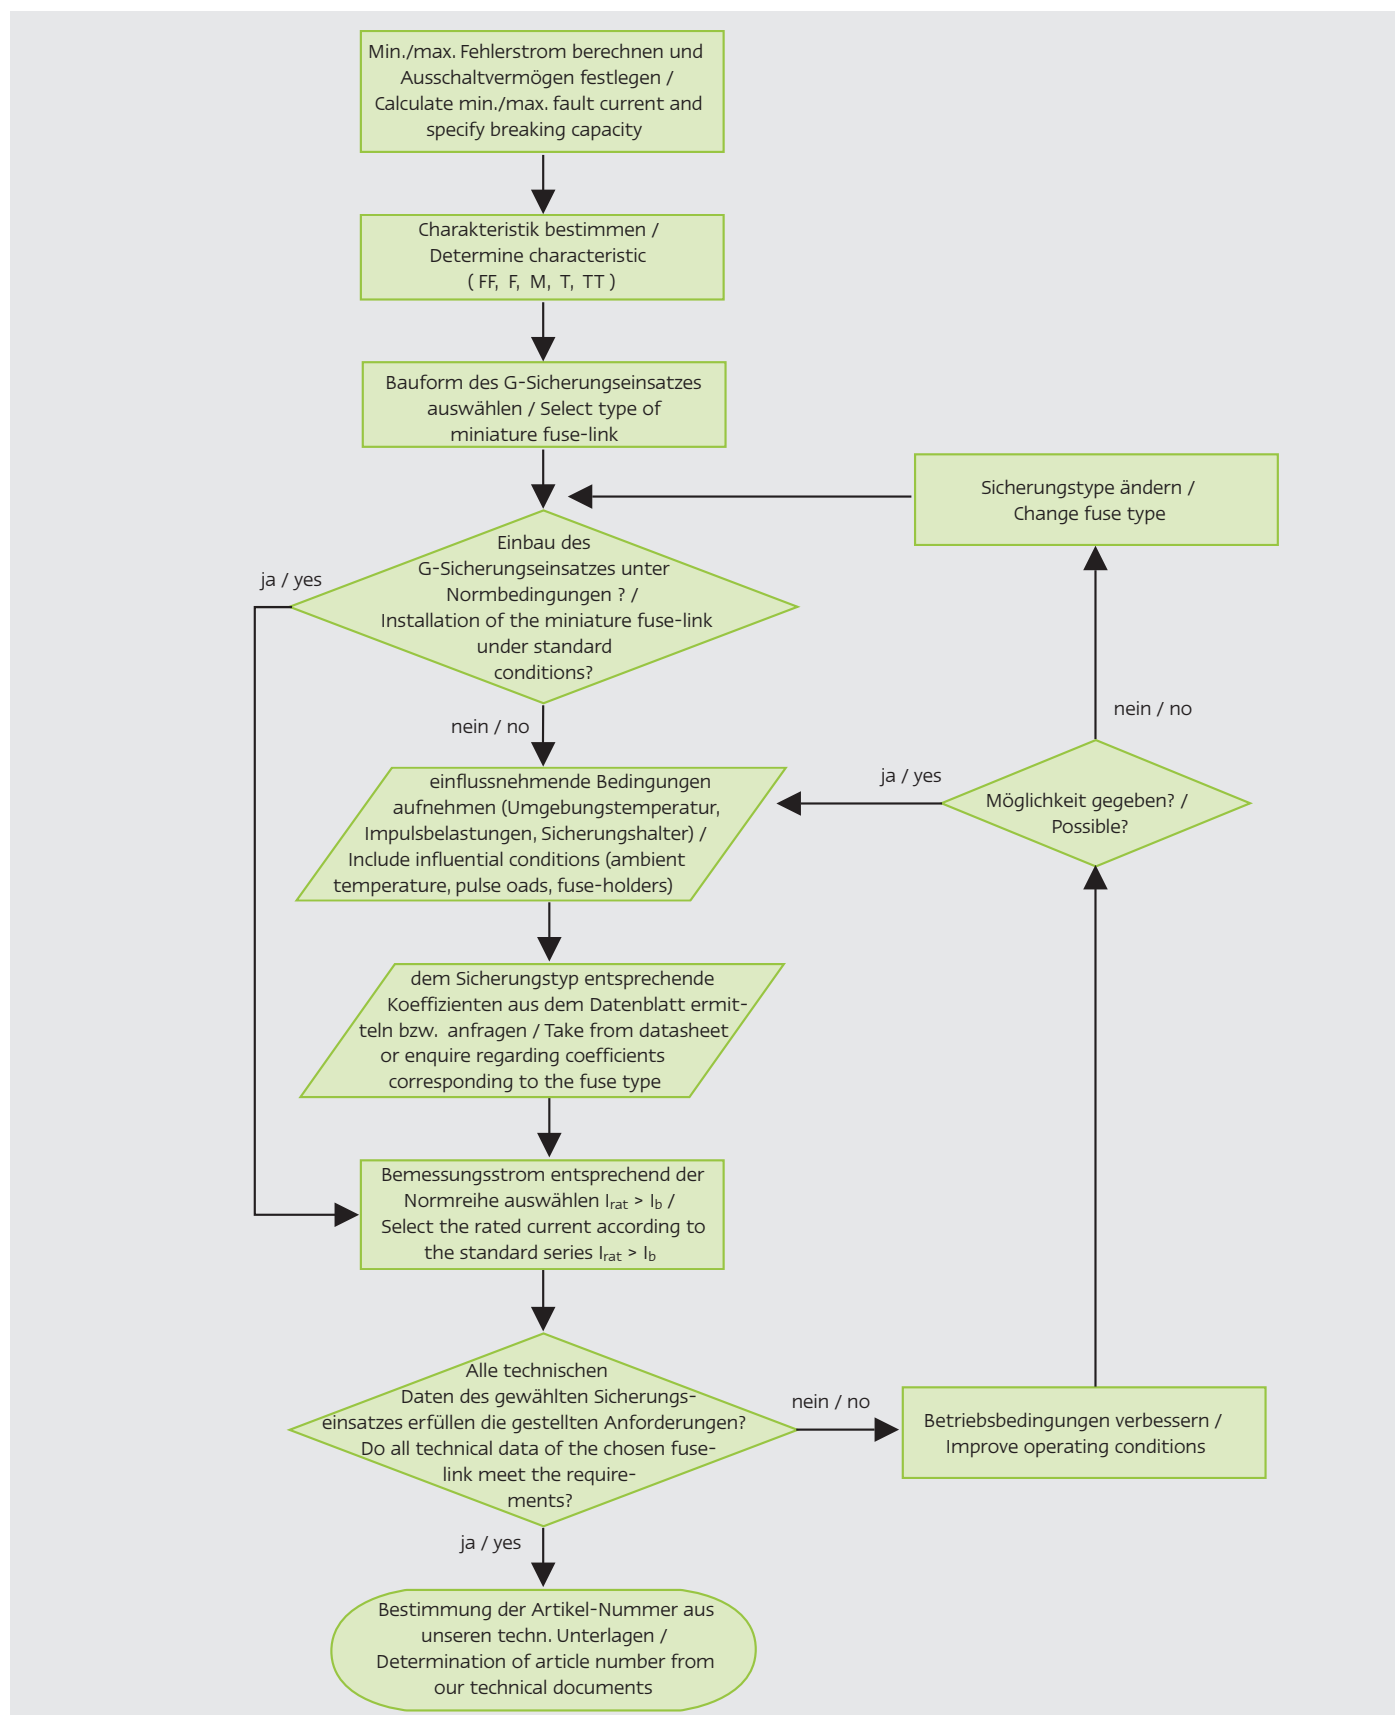 Min./max. Fehlerstrom berechnen und
Ausschaltvermögen festlegen /
Calculate min./max. fault current and
specify breaking capacity
Charakteristik bestimmen /
Determine characteristic
( FF, F, M, T, TT )
Bauform des G-Sicherungseinsatzes
auswählen / Select type of
miniature fuse-link
Sicherungstype ändern /
Change fuse type
Einbau des
G-Sicherungseinsatzes unter
Normbedingungen ? /
Installation of the miniature fuse-link
under standard
conditions?
ja / yes
nein / no
nein / no
ja / yes
Möglichkeit gegeben? /
Possible?
einflussnehmende Bedingungen
aufnehmen (Umgebungstemperatur,
Impulsbelastungen, Sicherungshalter) /
Include influential conditions (ambient
temperature, pulse oads, fuse-holders)
dem Sicherungstyp entsprechende
Koeffizienten aus dem Datenblatt ermit-
teln bzw. anfragen / Take from datasheet
or enquire regarding coefficients
corresponding to the fuse type
Bemessungsstrom entsprechend der
Normreihe auswählen Irat > Ib /
Select the rated current according to
the standard series Irat > Ib
Alle technischen
Daten des gewählten Sicherungs-
einsatzes erfüllen die gestellten Anforderungen?
Do all technical data of the chosen fuse-
link meet the require-
ments?
nein / no
Betriebsbedingungen verbessern /
Improve operating conditions
ja / yes
Bestimmung der Artikel-Nummer aus
unseren techn. Unterlagen /
Determination of article number from
our technical documents